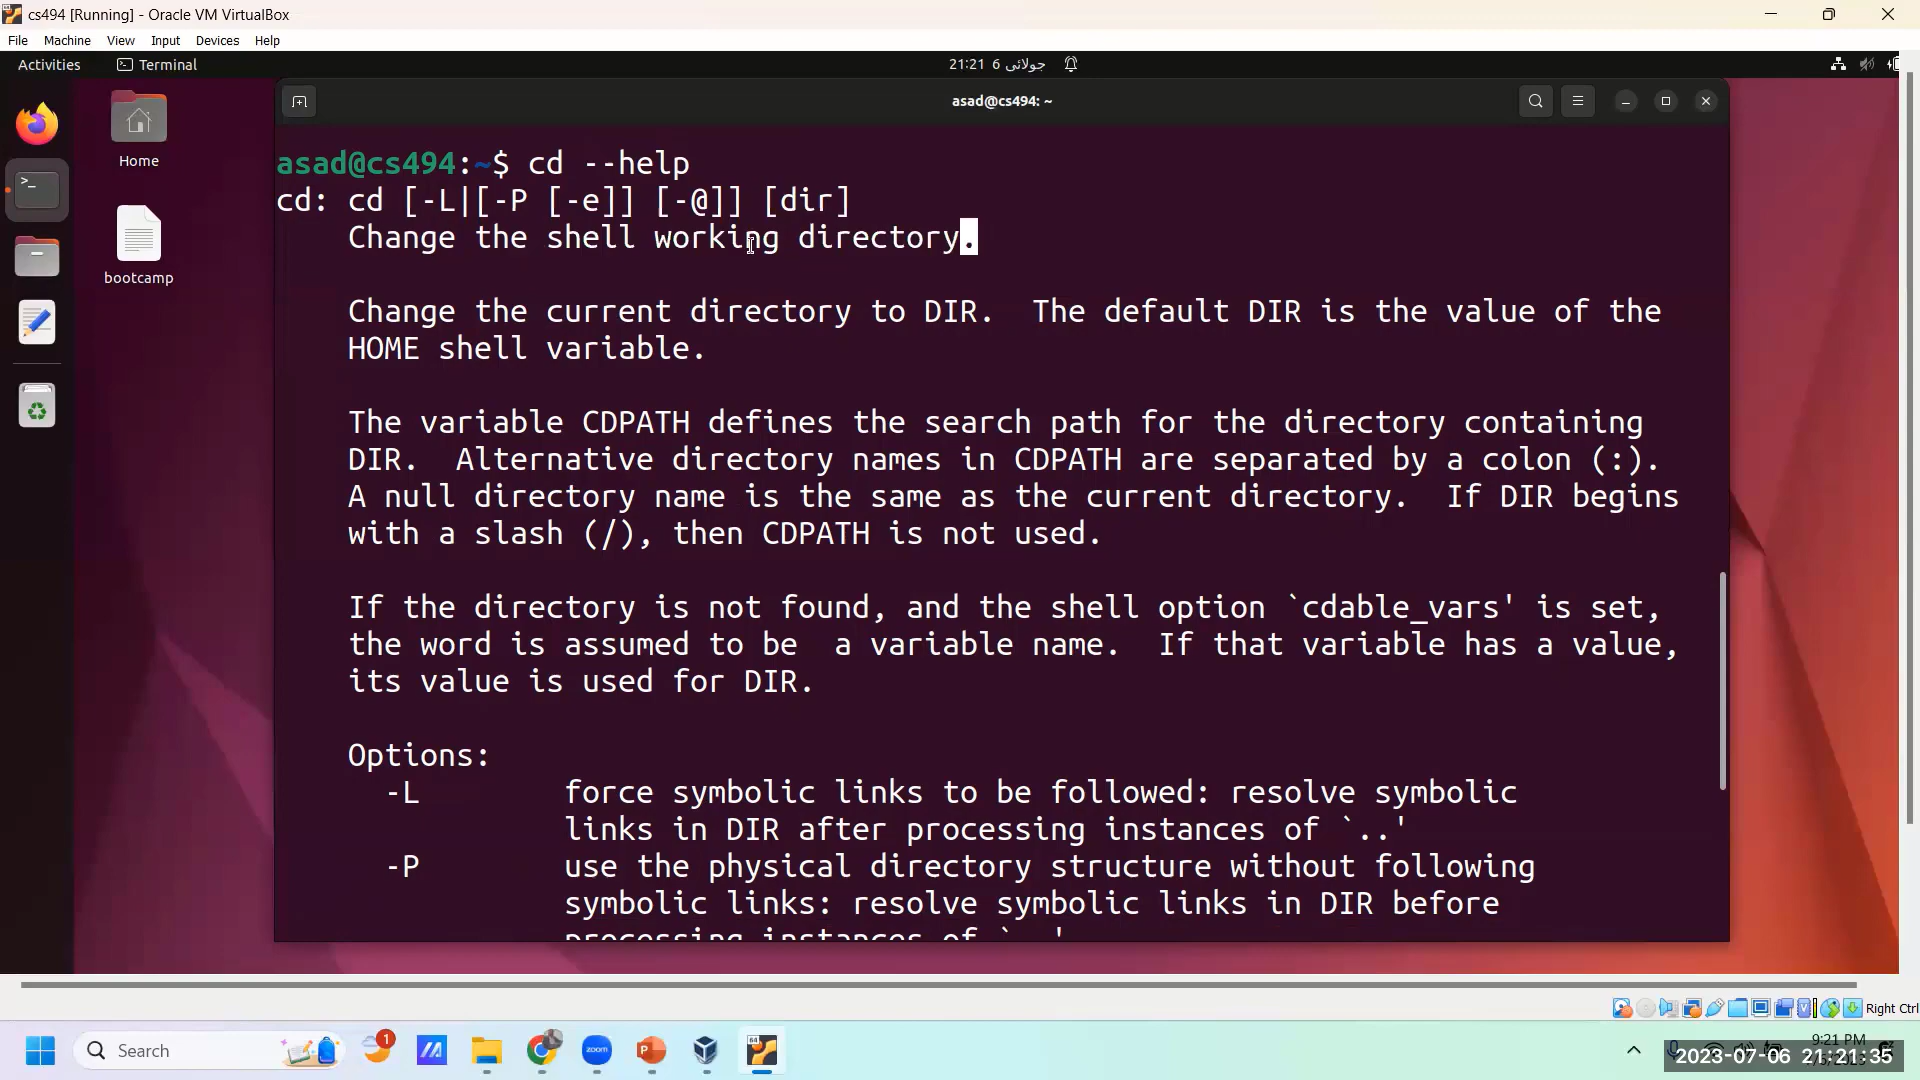 cs494 [Running] - Oracle VM VirtualBox
File Machine View Input Devices Help
Activities Terminal 21:21 6 جولائی
asad@cs494: ~
Home
bootcamp
asad@cs494:~$ cd --help
cd: cd [-L|[-P [-e]] [-@]] [dir]
Change the shell working directory.
Change the current directory to DIR.  The default DIR is the value of the
HOME shell variable.
The variable CDPATH defines the search path for the directory containing
DIR.  Alternative directory names in CDPATH are separated by a colon (:).
A null directory name is the same as the current directory.  If DIR begins
with a slash (/), then CDPATH is not used.
If the directory is not found, and the shell option `cdable_vars' is set,
the word is assumed to be  a variable name.  If that variable has a value,
its value is used for DIR.
Options:
-L force symbolic links to be followed: resolve symbolic
links in DIR after processing instances of `..'
-P use the physical directory structure without following
symbolic links: resolve symbolic links in DIR before
processing instances of `..'
Right Ctrl
Search
1
zoom
64
9:21 PM
2023-07-06 21:21:35